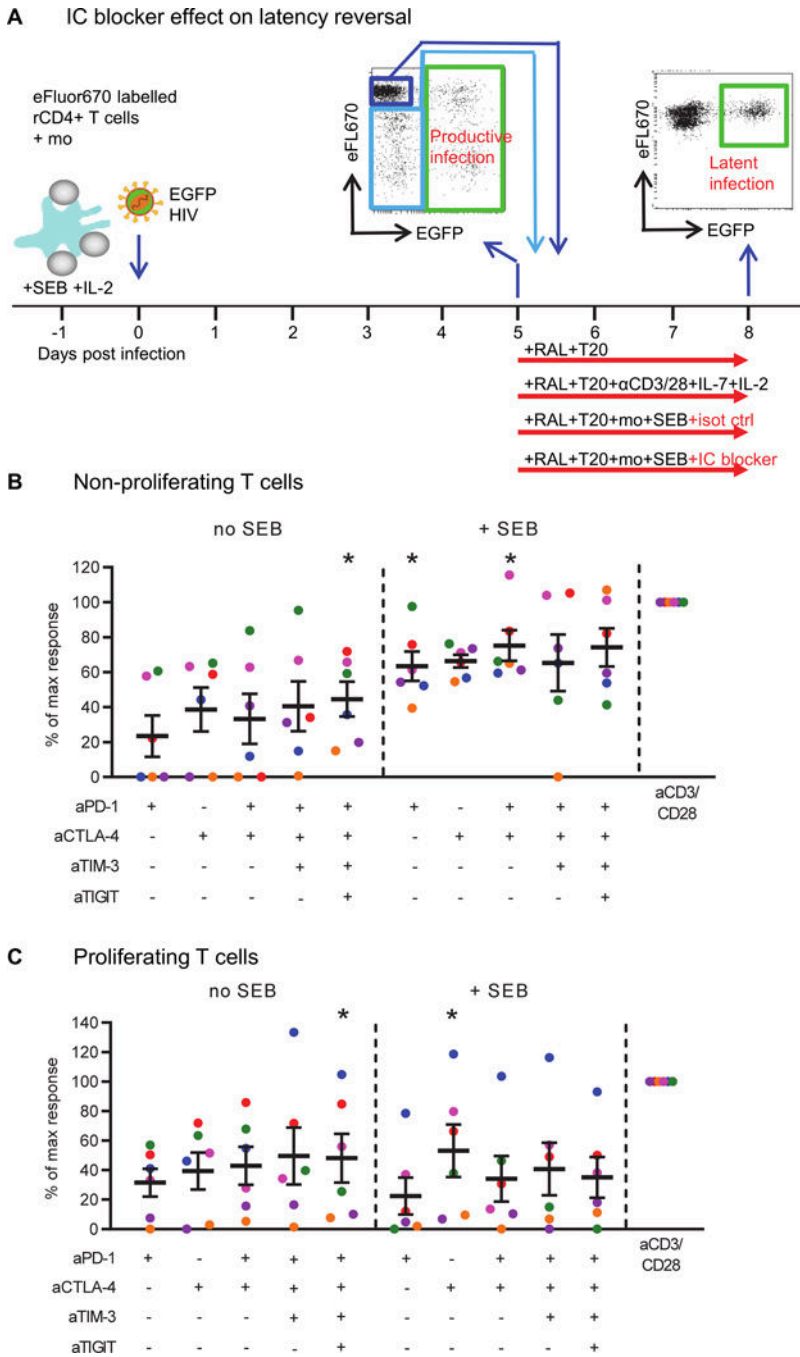 A IC blocker effect on latency reversal
eFluor670 labelled
rCD4+ T cells
+ mo
EGFP
HIV
+SEB +IL-2
eFL670
Productive
infection
EGFP
eFL670
Latent
infection
EGFP
-1 0 1 2 3 4 5 6 7 8
Days post infection
+RAL+T20
+RAL+T20+αCD3/28+IL-7+IL-2
+RAL+T20+mo+SEB+isot ctrl
+RAL+T20+mo+SEB+IC blocker
B Non-proliferating T cells
no SEB + SEB
* * *
% of max response
120
100
80
60
40
20
0
aCD3/
CD28
aPD-1 + - + + + + - + + +
aCTLA-4 - + + + + - + + + +
aTIM-3 - - - + + - - - + +
aTIGIT - - - - + - - - - +
C Proliferating T cells
no SEB + SEB
* *
% of max response
140
120
100
80
60
40
20
0
aCD3/
CD28
aPD-1 + - + + + + - + + +
aCTLA-4 - + + + + - + + + +
aTIM-3 - - - + + - - - + +
aTIGIT - - - - + - - - - +